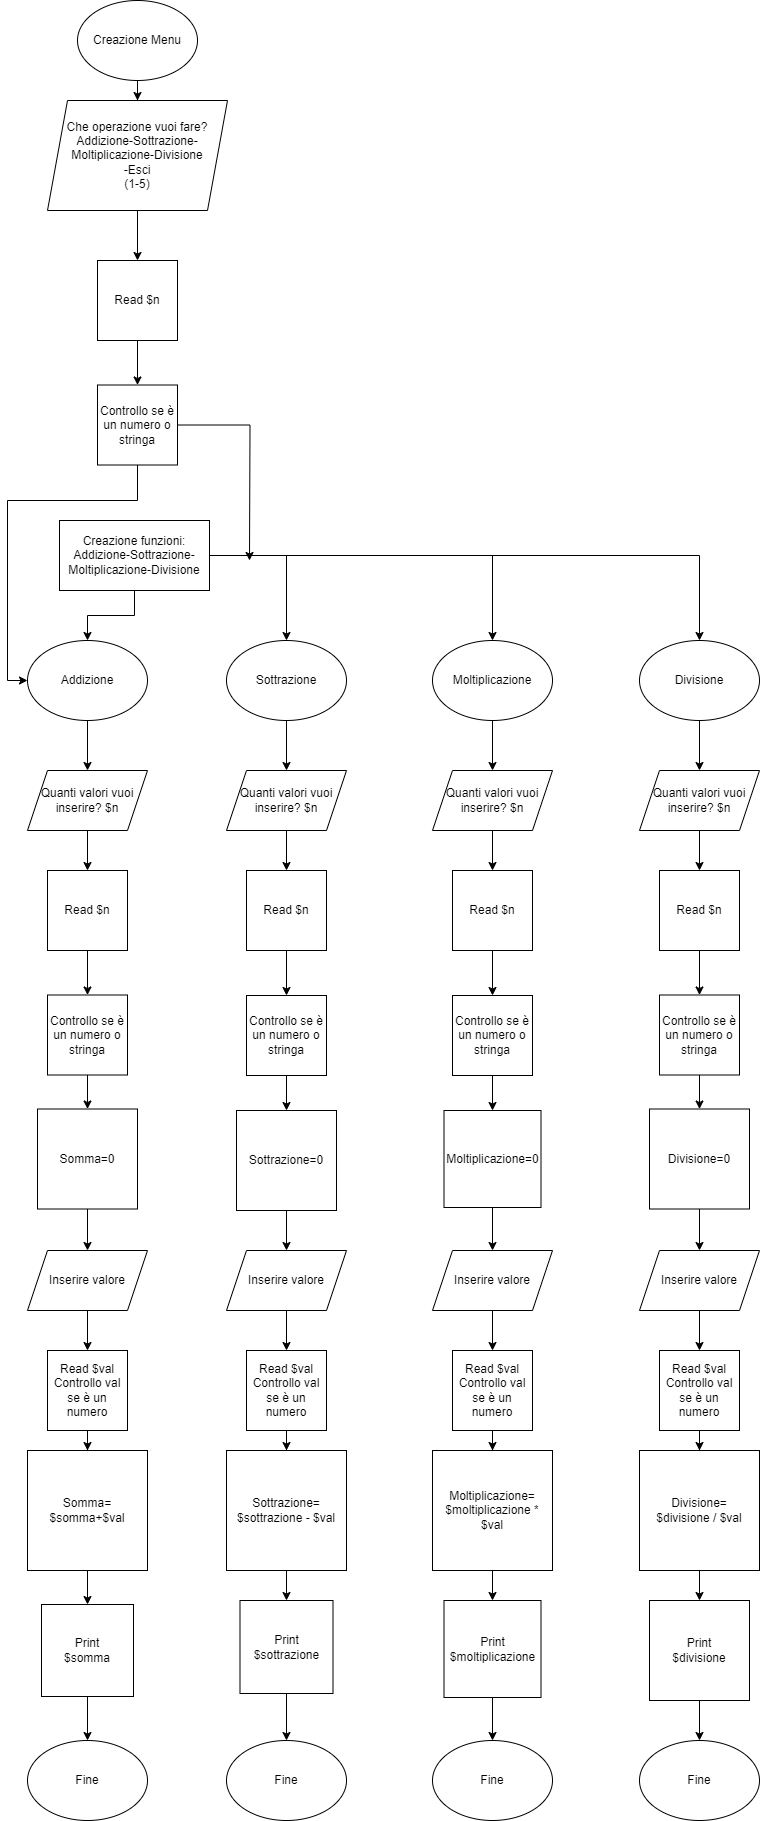 Creazione Menu
Che operazione vuoi fare?
Addizione-Sottrazione-
Moltiplicazione-Divisione
-Esci
(1-5)
Read $n
Controllo se è
un numero o
stringa
Creazione funzioni:
Addizione-Sottrazione-
Moltiplicazione-Divisione
Addizione
Sottrazione
Moltiplicazione
Divisione
Quanti valori vuoi
inserire? $n
Quanti valori vuoi
inserire? $n
Quanti valori vuoi
inserire? $n
Quanti valori vuoi
inserire? $n
Read $n
Read $n
Read $n
Read $n
Controllo se è
un numero o
stringa
Controllo se è
un numero o
stringa
Controllo se è
un numero o
stringa
Controllo se è
un numero o
stringa
Somma=0
Sottrazione=0
Moltiplicazione=0
Divisione=0
Inserire valore
Inserire valore
Inserire valore
Inserire valore
Read $val
Controllo val
se è un
numero
Read $val
Controllo val
se è un
numero
Read $val
Controllo val
se è un
numero
Read $val
Controllo val
se è un
numero
Somma=
$somma+$val
Sottrazione=
$sottrazione - $val
Moltiplicazione=
$moltiplicazione *
$val
Divisione=
$divisione / $val
Print
$somma
Print
$sottrazione
Print
$moltiplicazione
Print
$divisione
Fine
Fine
Fine
Fine